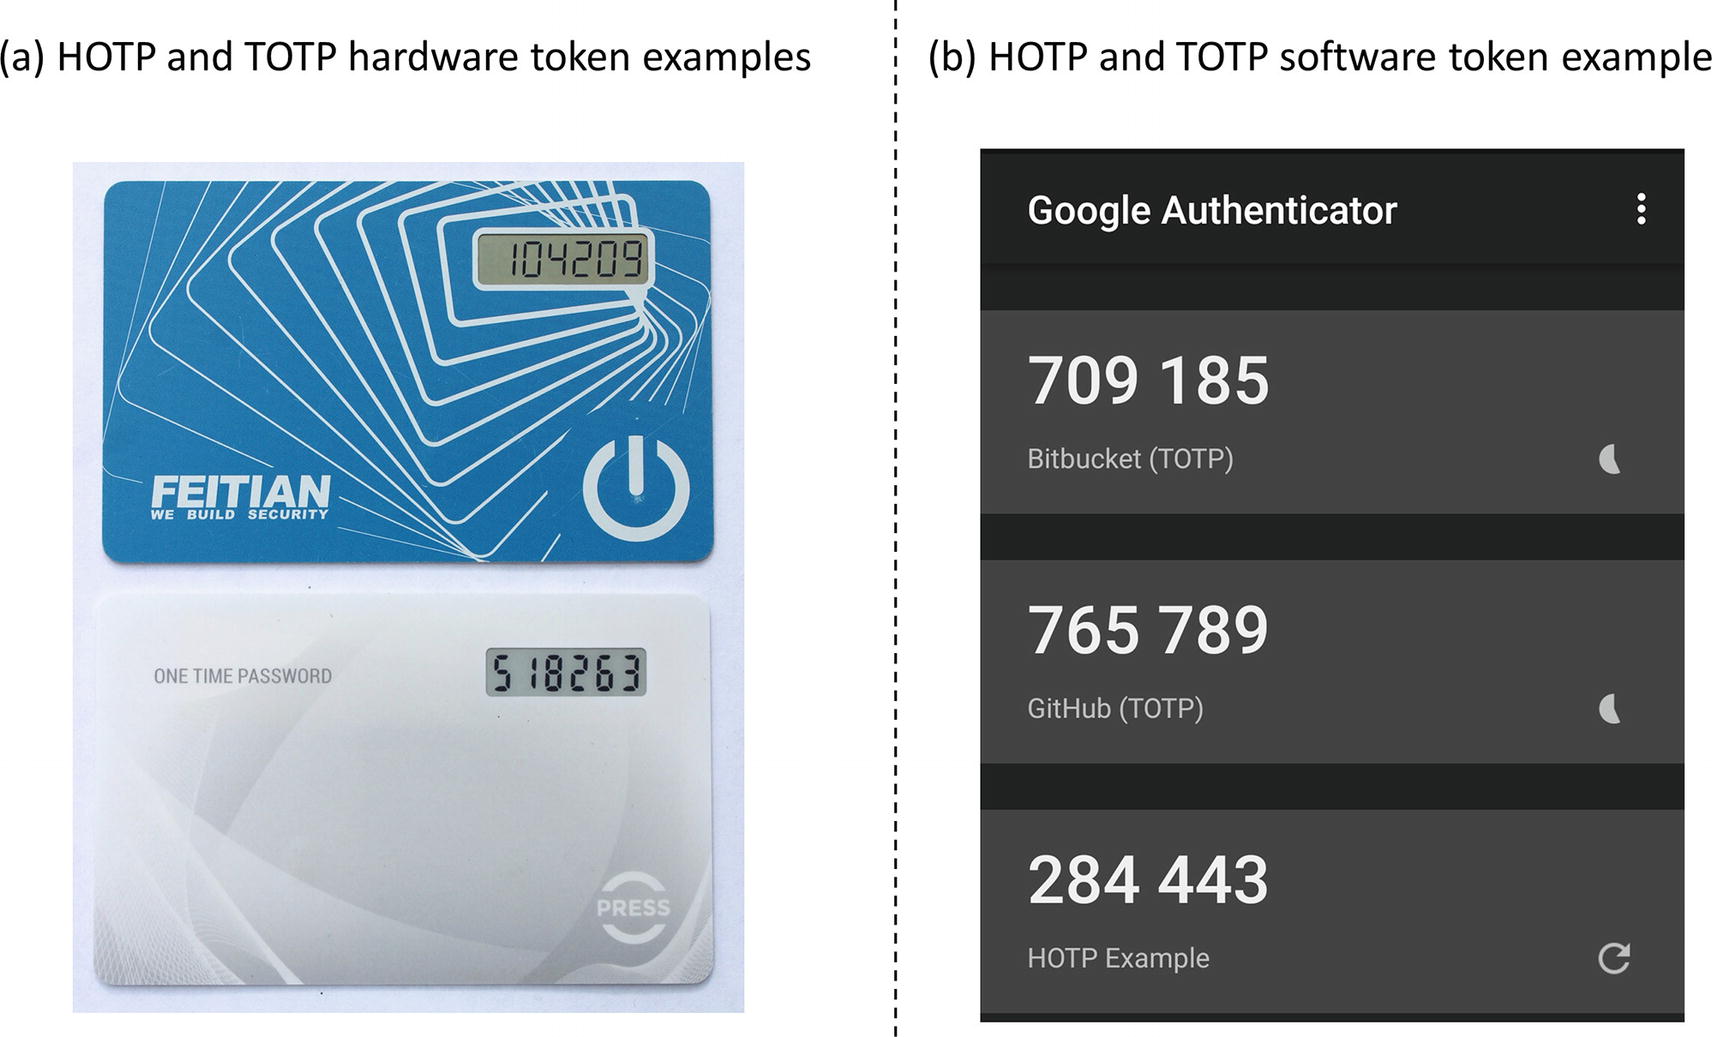 (a) HOTP and TOTP hardware token examples
104209
FEITIAN
WE BUILD SECURITY
ONE TIME PASSWORD
518263
PRESS
(b) HOTP and TOTP software token example
Google Authenticator
709 185
Bitbucket (TOTP)
765 789
GitHub (TOTP)
284 443
HOTP Example